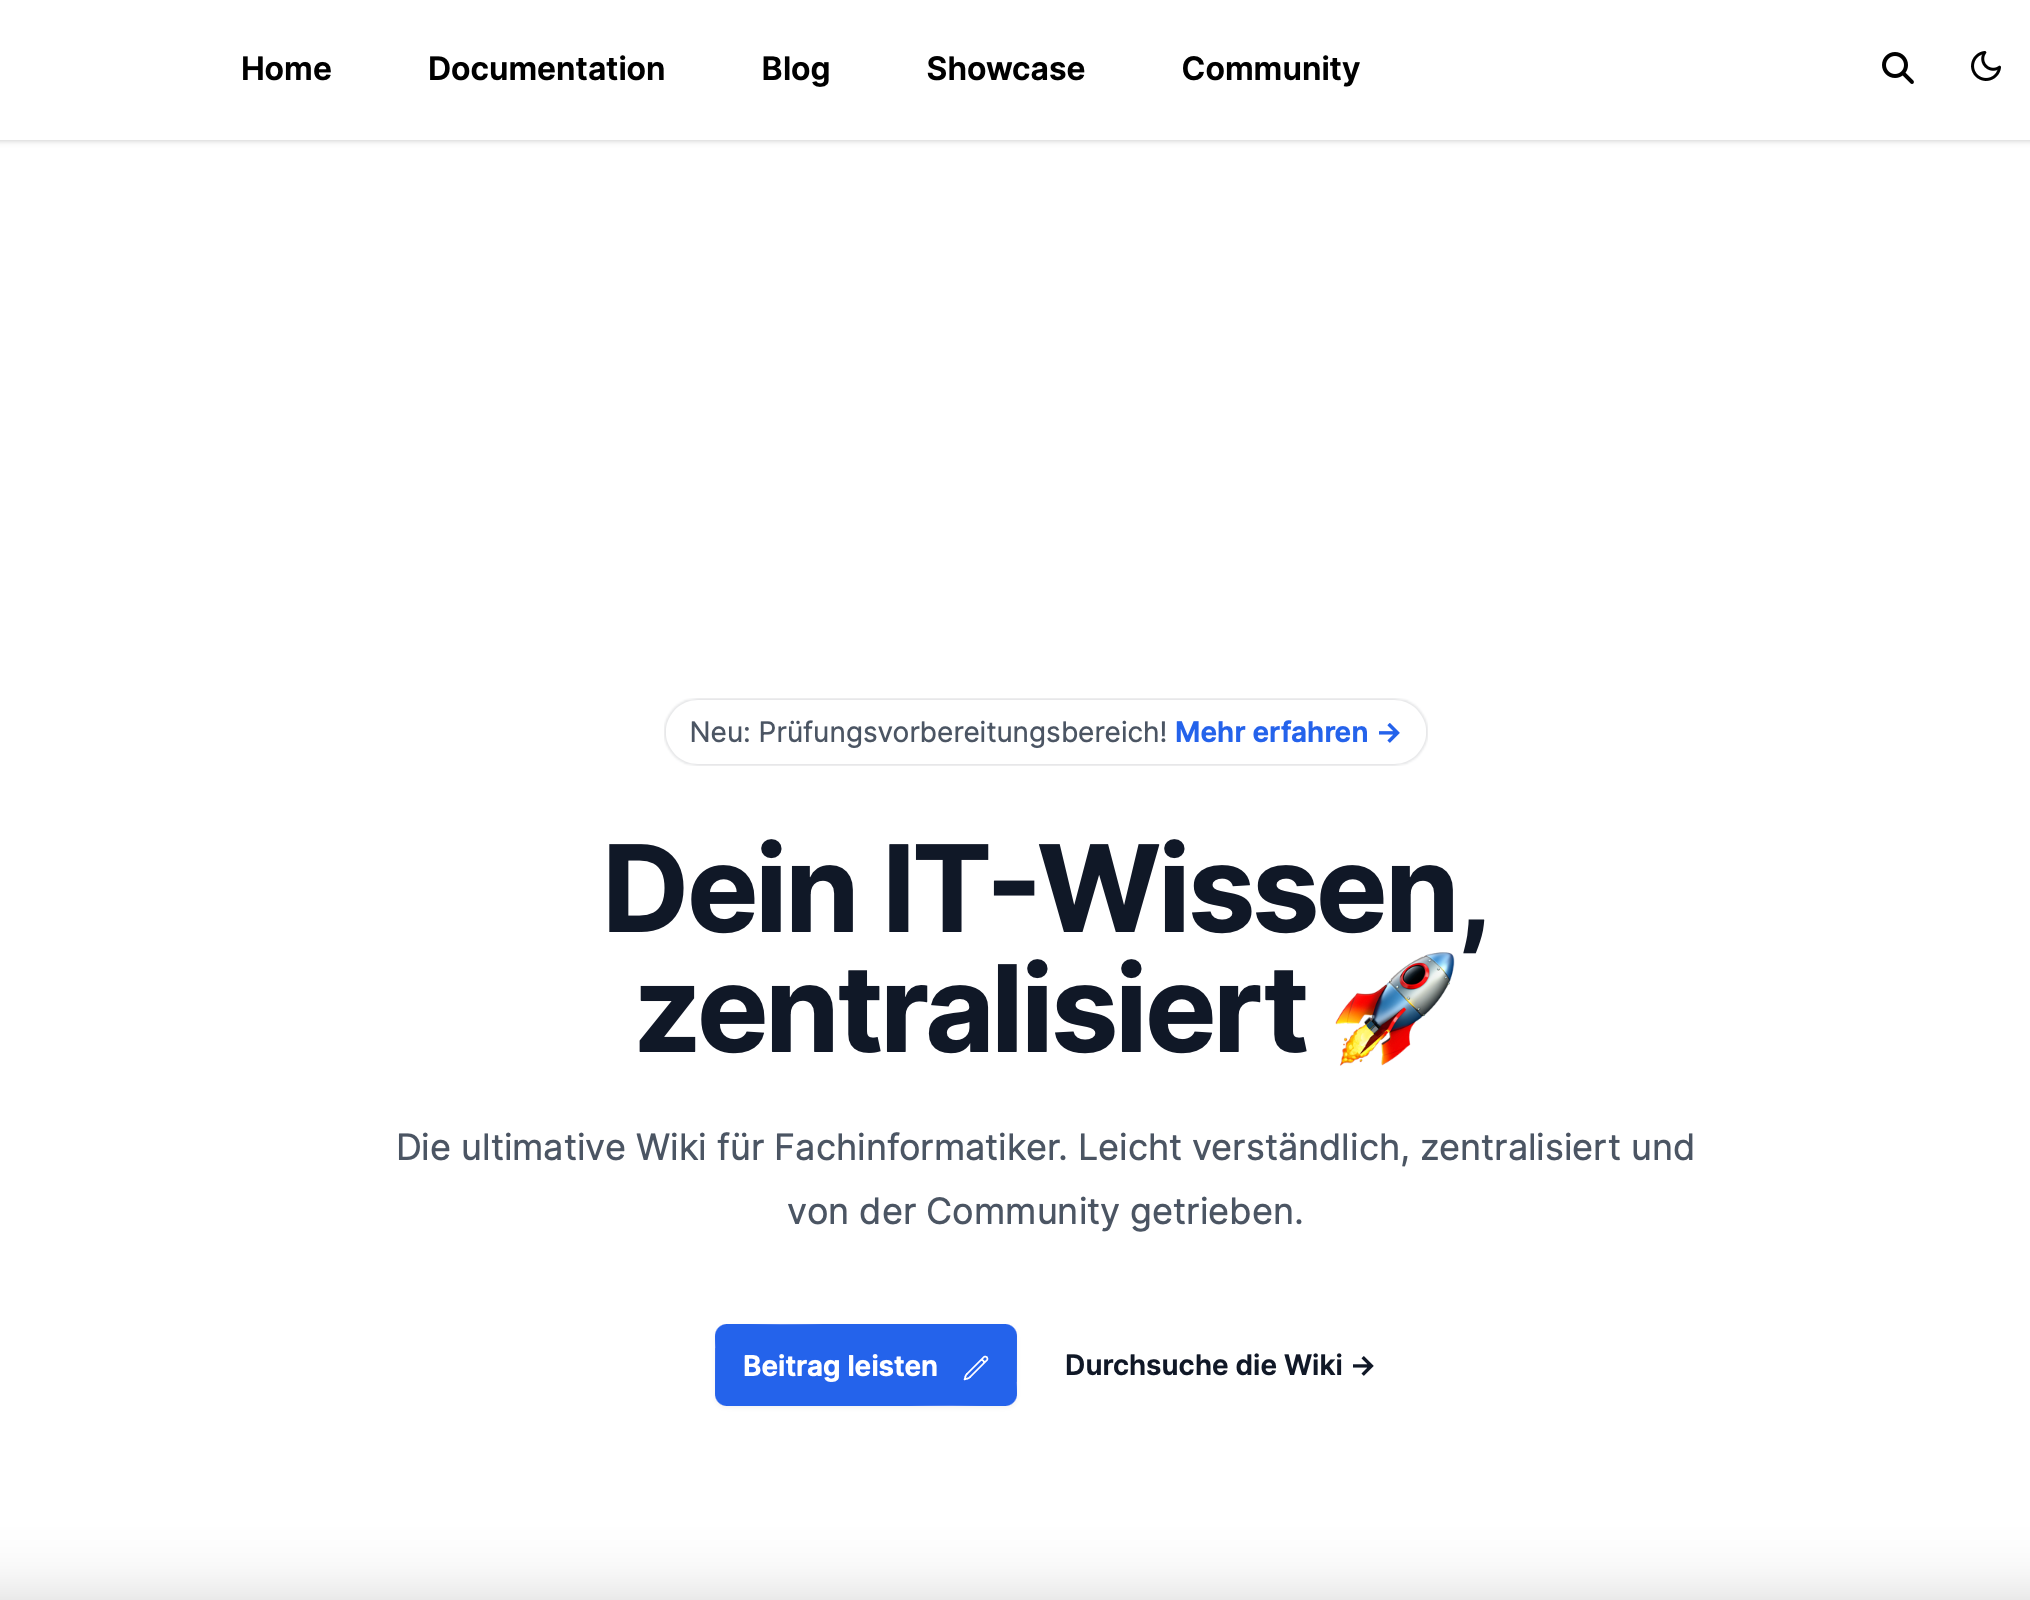 Home Documentation Blog Showcase Community
Neu: Prüfungsvorbereitungsbereich! Mehr erfahren →
Dein IT-Wissen,
zentralisiert 🚀
Die ultimative Wiki für Fachinformatiker. Leicht verständlich, zentralisiert und
von der Community getrieben.
Beitrag leisten Durchsuche die Wiki →